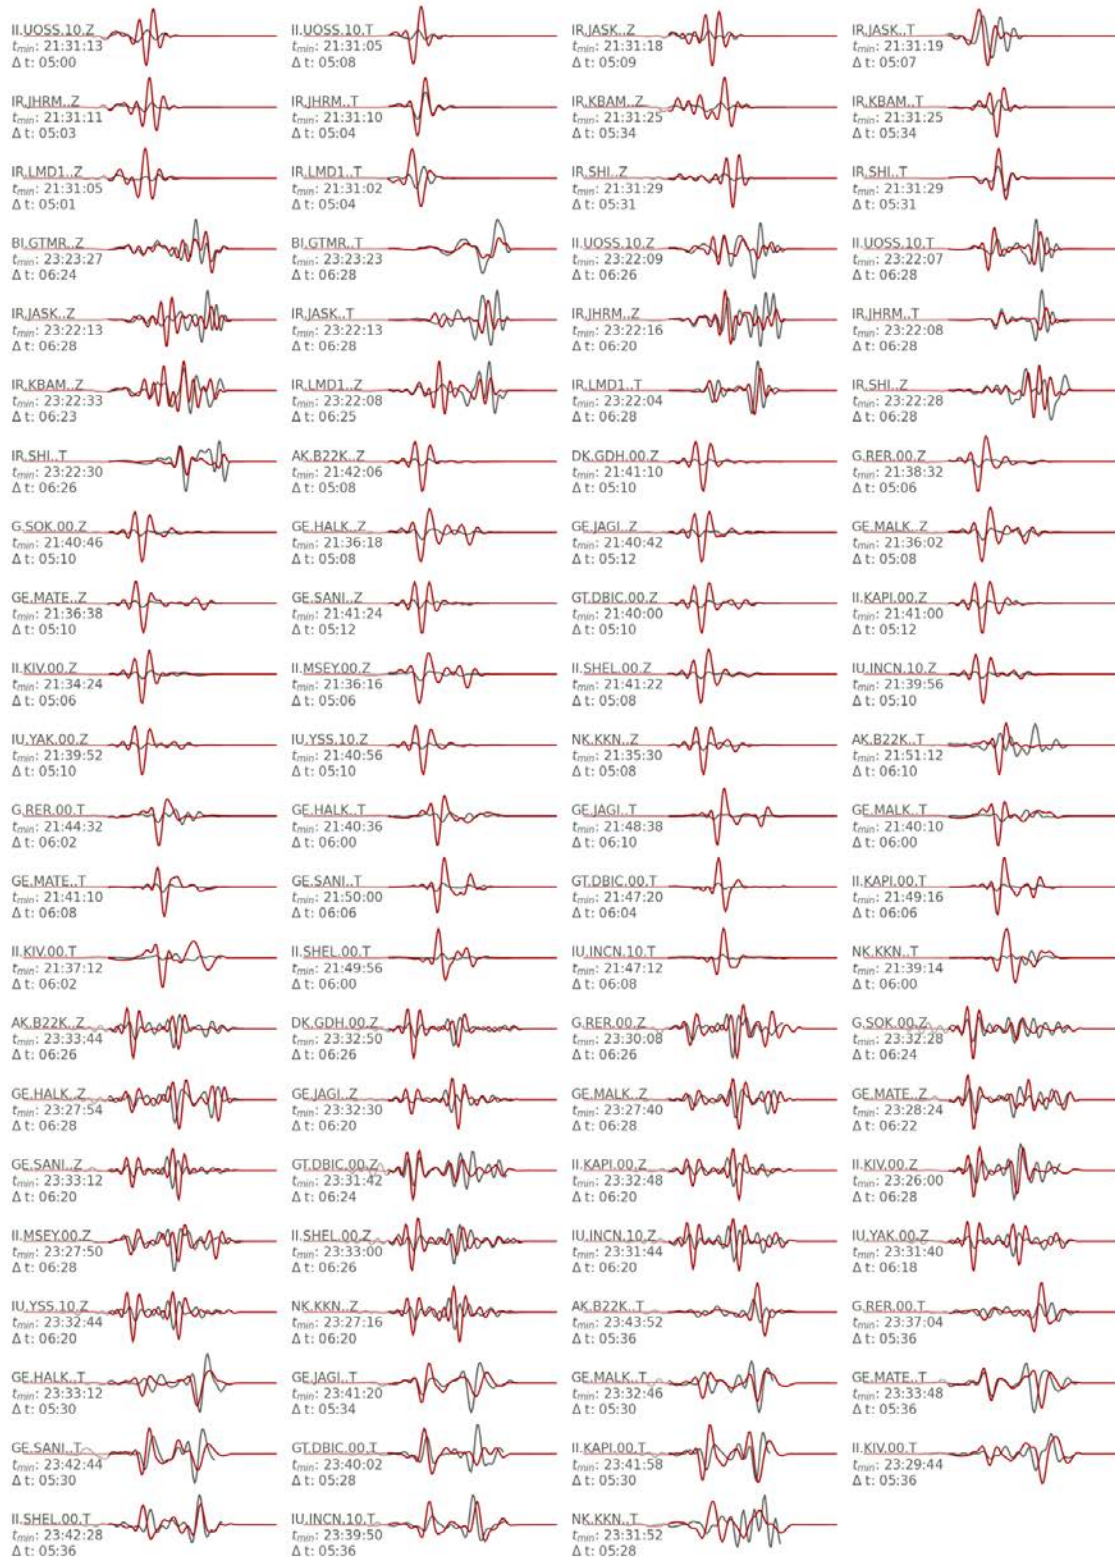 II.UOSS.10.Z
tmin: 21:31:13
Δ t: 05:00
II.UOSS.10.T
tmin: 21:31:05
Δ t: 05:08
IR.JASK..Z
tmin: 21:31:18
Δ t: 05:09
IR.JASK..T
tmin: 21:31:19
Δ t: 05:07
IR.JHRM..Z
tmin: 21:31:11
Δ t: 05:03
IR.JHRM..T
tmin: 21:31:10
Δ t: 05:04
IR.KBAM..Z
tmin: 21:31:25
Δ t: 05:34
IR.KBAM..T
tmin: 21:31:25
Δ t: 05:34
IR.LMD1..Z
tmin: 21:31:05
Δ t: 05:01
IR.LMD1..T
tmin: 21:31:02
Δ t: 05:04
IR.SHI..Z
tmin: 21:31:29
Δ t: 05:31
IR.SHI..T
tmin: 21:31:29
Δ t: 05:31
BI.GTMR..Z
tmin: 23:23:27
Δ t: 06:24
BI.GTMR..T
tmin: 23:23:23
Δ t: 06:28
II.UOSS.10.Z
tmin: 23:22:09
Δ t: 06:26
II.UOSS.10.T
tmin: 23:22:07
Δ t: 06:28
IR.JASK..Z
tmin: 23:22:13
Δ t: 06:28
IR.JASK..T
tmin: 23:22:13
Δ t: 06:28
IR.JHRM..Z
tmin: 23:22:16
Δ t: 06:20
IR.JHRM..T
tmin: 23:22:08
Δ t: 06:28
IR.KBAM..Z
tmin: 23:22:33
Δ t: 06:23
IR.LMD1..Z
tmin: 23:22:08
Δ t: 06:25
IR.LMD1..T
tmin: 23:22:04
Δ t: 06:28
IR.SHI..Z
tmin: 23:22:28
Δ t: 06:28
IR.SHI..T
tmin: 23:22:30
Δ t: 06:26
AK.B22K..Z
tmin: 21:42:06
Δ t: 05:08
DK.GDH.00.Z
tmin: 21:41:10
Δ t: 05:10
G.RER.00.Z
tmin: 21:38:32
Δ t: 05:06
G.SOK.00.Z
tmin: 21:40:46
Δ t: 05:10
GE.HALK..Z
tmin: 21:36:18
Δ t: 05:08
GE.JAGI..Z
tmin: 21:40:42
Δ t: 05:12
GE.MALK..Z
tmin: 21:36:02
Δ t: 05:08
GE.MATE..Z
tmin: 21:36:38
Δ t: 05:10
GE.SANI..Z
tmin: 21:41:24
Δ t: 05:12
GT.DBIC.00.Z
tmin: 21:40:00
Δ t: 05:10
II.KAPI.00.Z
tmin: 21:41:00
Δ t: 05:12
II.KIV.00.Z
tmin: 21:34:24
Δ t: 05:06
II.MSEY.00.Z
tmin: 21:36:16
Δ t: 05:06
II.SHEL.00.Z
tmin: 21:41:22
Δ t: 05:08
IU.INCN.10.Z
tmin: 21:39:56
Δ t: 05:10
IU.YAK.00.Z
tmin: 21:39:52
Δ t: 05:10
IU.YSS.10.Z
tmin: 21:40:56
Δ t: 05:10
NK.KKN..Z
tmin: 21:35:30
Δ t: 05:08
AK.B22K..T
tmin: 21:51:12
Δ t: 06:10
G.RER.00.T
tmin: 21:44:32
Δ t: 06:02
GE.HALK..T
tmin: 21:40:36
Δ t: 06:00
GE.JAGI..T
tmin: 21:48:38
Δ t: 06:10
GE.MALK..T
tmin: 21:40:10
Δ t: 06:00
GE.MATE..T
tmin: 21:41:10
Δ t: 06:08
GE.SANI..T
tmin: 21:50:00
Δ t: 06:06
GT.DBIC.00.T
tmin: 21:47:20
Δ t: 06:04
II.KAPI.00.T
tmin: 21:49:16
Δ t: 06:06
II.KIV.00.T
tmin: 21:37:12
Δ t: 06:02
II.SHEL.00.T
tmin: 21:49:56
Δ t: 06:00
IU.INCN.10.T
tmin: 21:47:12
Δ t: 06:08
NK.KKN..T
tmin: 21:39:14
Δ t: 06:00
AK.B22K..Z
tmin: 23:33:44
Δ t: 06:26
DK.GDH.00.Z
tmin: 23:32:50
Δ t: 06:26
G.RER.00.Z
tmin: 23:30:08
Δ t: 06:26
G.SOK.00.Z
tmin: 23:32:28
Δ t: 06:24
GE.HALK..Z
tmin: 23:27:54
Δ t: 06:28
GE.JAGI..Z
tmin: 23:32:30
Δ t: 06:20
GE.MALK..Z
tmin: 23:27:40
Δ t: 06:28
GE.MATE..Z
tmin: 23:28:24
Δ t: 06:22
GE.SANI..Z
tmin: 23:33:12
Δ t: 06:20
GT.DBIC.00.Z
tmin: 23:31:42
Δ t: 06:24
II.KAPI.00.Z
tmin: 23:32:48
Δ t: 06:20
II.KIV.00.Z
tmin: 23:26:00
Δ t: 06:28
II.MSEY.00.Z
tmin: 23:27:50
Δ t: 06:28
II.SHEL.00.Z
tmin: 23:33:00
Δ t: 06:26
IU.INCN.10.Z
tmin: 23:31:44
Δ t: 06:20
IU.YAK.00.Z
tmin: 23:31:40
Δ t: 06:18
IU.YSS.10.Z
tmin: 23:32:44
Δ t: 06:20
NK.KKN..Z
tmin: 23:27:16
Δ t: 06:20
AK.B22K..T
tmin: 23:43:52
Δ t: 05:36
G.RER.00.T
tmin: 23:37:04
Δ t: 05:36
GE.HALK..T
tmin: 23:33:12
Δ t: 05:30
GE.JAGI..T
tmin: 23:41:20
Δ t: 05:34
GE.MALK..T
tmin: 23:32:46
Δ t: 05:30
GE.MATE..T
tmin: 23:33:48
Δ t: 05:36
GE.SANI..T
tmin: 23:42:44
Δ t: 05:30
GT.DBIC.00.T
tmin: 23:40:02
Δ t: 05:28
II.KAPI.00.T
tmin: 23:41:58
Δ t: 05:30
II.KIV.00.T
tmin: 23:29:44
Δ t: 05:36
II.SHEL.00.T
tmin: 23:42:28
Δ t: 05:36
IU.INCN.10.T
tmin: 23:39:50
Δ t: 05:36
NK.KKN..T
tmin: 23:31:52
Δ t: 05:28